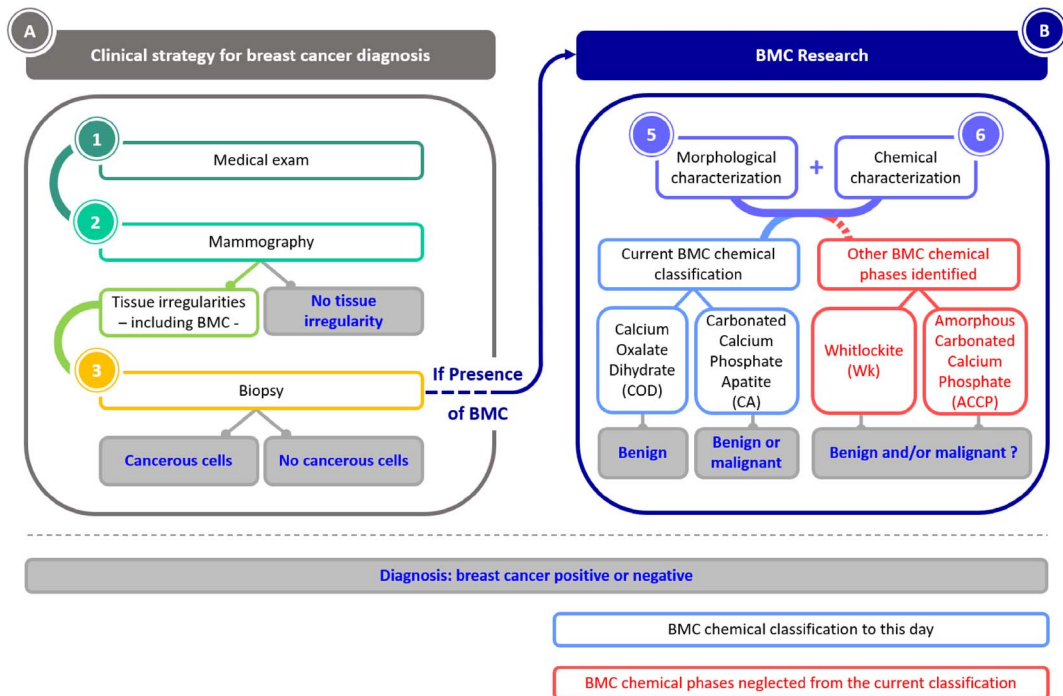 A
Clinical strategy for breast cancer diagnosis
1
Medical exam
2
Mammography
Tissue irregularities
– including BMC -
No tissue
irregularity
3
Biopsy
Cancerous cells
No cancerous cells
If Presence
of BMC
B
BMC Research
5
Morphological
characterization
+
6
Chemical
characterization
Current BMC chemical
classification
Other BMC chemical
phases identified
Calcium
Oxalate
Dihydrate
(COD)
Carbonated
Calcium
Phosphate
Apatite
(CA)
Whitlockite
(Wk)
Amorphous
Carbonated
Calcium
Phosphate
(ACCP)
Benign
Benign or
malignant
Benign and/or malignant ?
Diagnosis: breast cancer positive or negative
BMC chemical classification to this day
BMC chemical phases neglected from the current classification